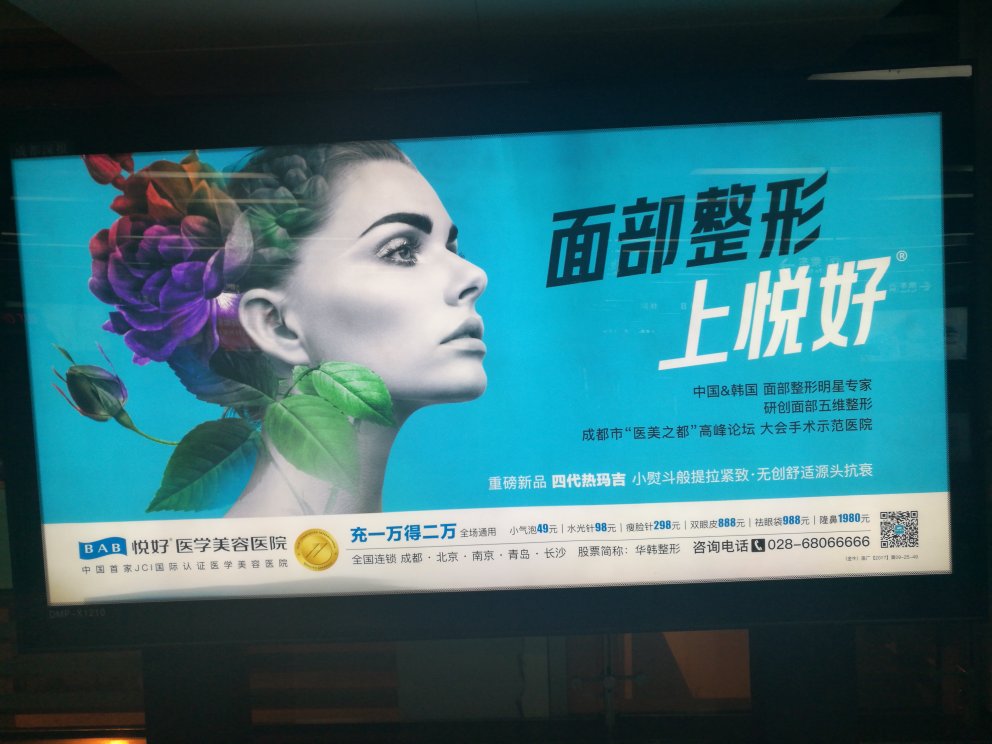 面部整形
上悦好®
中国&韩国 面部整形明星专家
研创面部五维整形
成都市“医美之都”高峰论坛 大会手术示范医院
重磅新品 四代热玛吉 小熨斗般提拉紧致·无创舒适源头抗衰
BAB 悦好® 医学美容医院
中国首家JCI国际认证医学美容医院
充一万得二万 全场通用 小气泡49元 | 水光针98元 | 瘦脸针298元 | 双眼皮888元 | 祛眼袋988元 | 隆鼻1980元
全国连锁 成都·北京·南京·青岛·长沙 股票简称：华韩整形 咨询电话 028-68066666
DMP-X1210